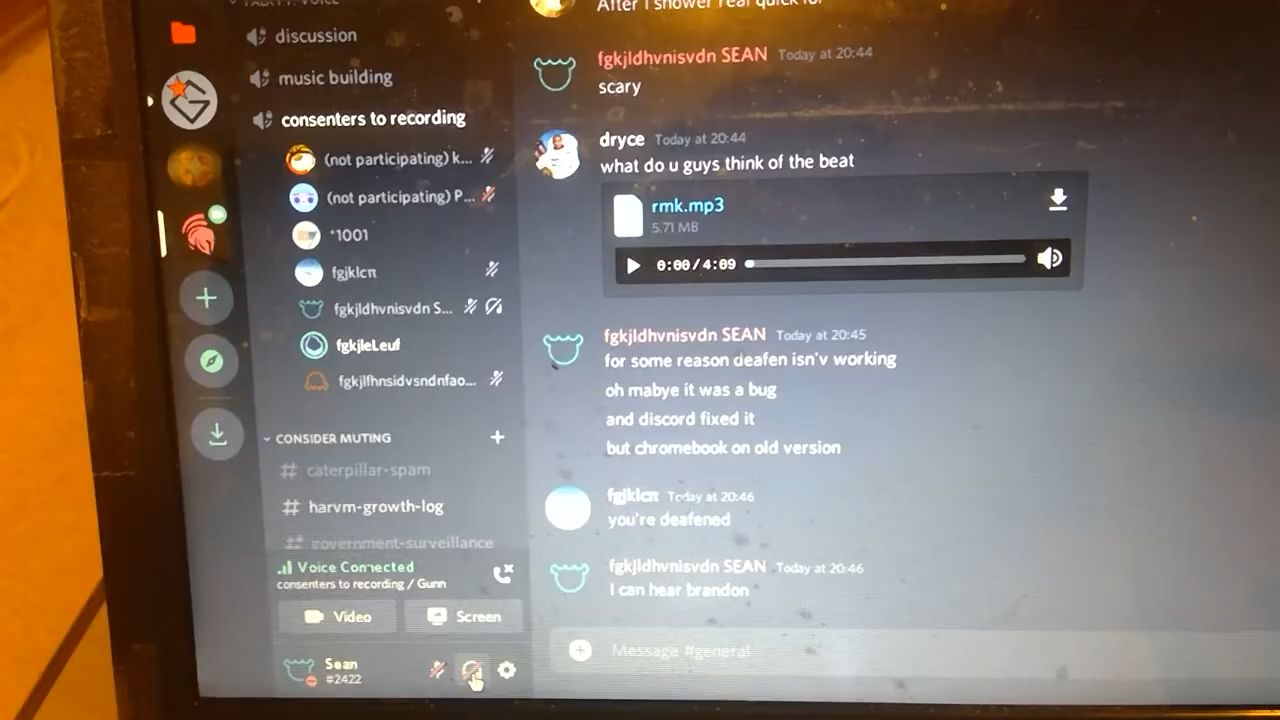 discussion
music building
consenters to recording
(not participating) k...
(not participating) P...
*1001
fgjklcπ
fgkjldhvnisvdn S...
fgkjleLeuf
fgkjlfhnsidvsndnfao...
CONSIDER MUTING
# caterpillar-spam
# harvm-growth-log
government-surveillance
Voice Connected
consenters to recording / Gunn
Video
Screen
Sean
#2422
After I shower real quick
fgkjldhvnisvdn SEAN Today at 20:44
scary
dryce Today at 20:44
what do u guys think of the beat
rmk.mp3
5.71 MB
0:00/4:09
fgkjldhvnisvdn SEAN Today at 20:45
for some reason deafen isn'v working
oh mabye it was a bug
and discord fixed it
but chromebook on old version
fgjklcπ Today at 20:46
you're deafened
fgkjldhvnisvdn SEAN Today at 20:46
I can hear brandon
Message #general